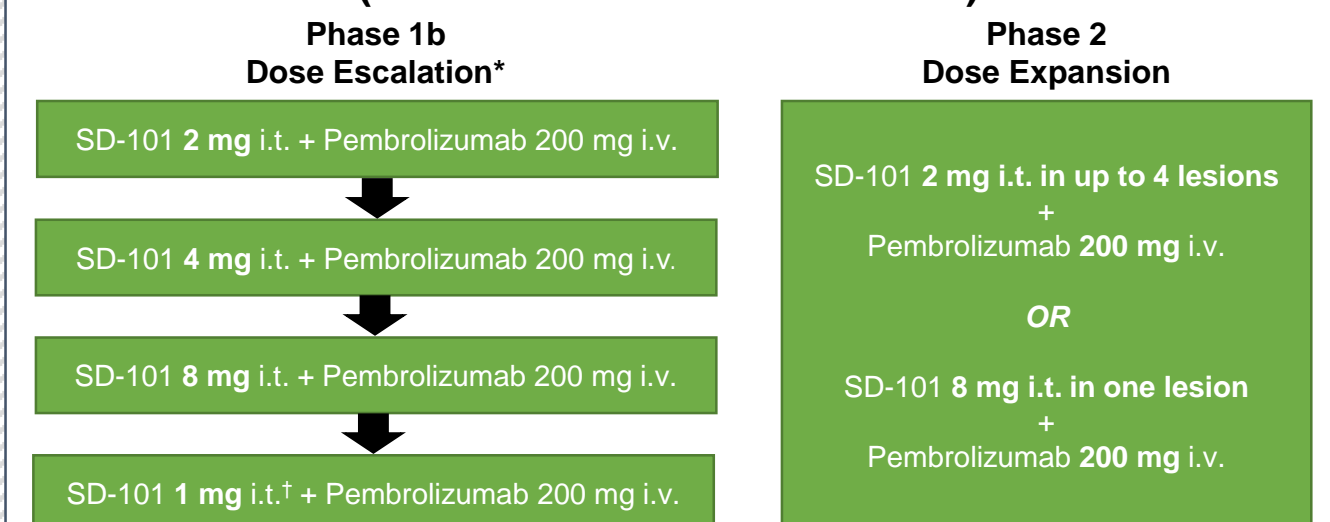 Phase 1b
Dose Escalation*
SD-101 2 mg i.t. + Pembrolizumab 200 mg i.v.
SD-101 4 mg i.t. + Pembrolizumab 200 mg i.v.
SD-101 8 mg i.t. + Pembrolizumab 200 mg i.v.
SD-101 1 mg i.t.† + Pembrolizumab 200 mg i.v.
Phase 2
Dose Expansion
SD-101 2 mg i.t. in up to 4 lesions
+
Pembrolizumab 200 mg i.v.
OR
SD-101 8 mg i.t. in one lesion
+
Pembrolizumab 200 mg i.v.